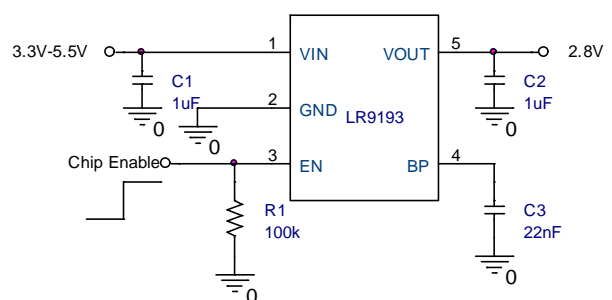 3.3V-5.5V
1
VIN
VOUT
5
2.8V
C1
1uF
0
2
GND
0
LR9193
C2
1uF
0
Chip Enable
3
EN
BP
4
R1
100k
0
C3
22nF
0